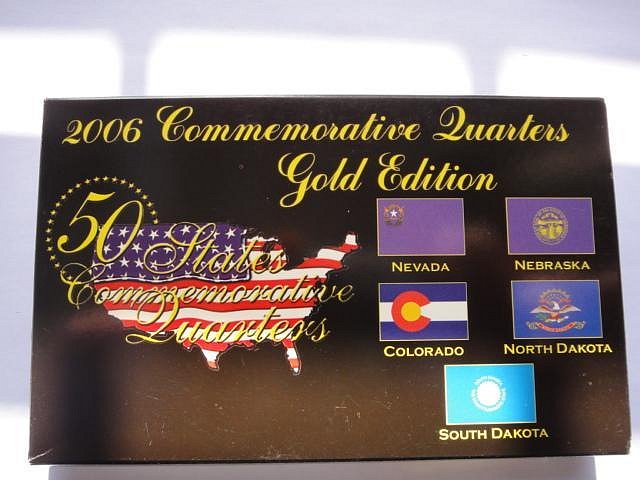 2006 Commemorative Quarters
Gold Edition
50 States
Commemorative
Quarters
NEVADA
NEBRASKA
COLORADO
NORTH DAKOTA
SOUTH DAKOTA